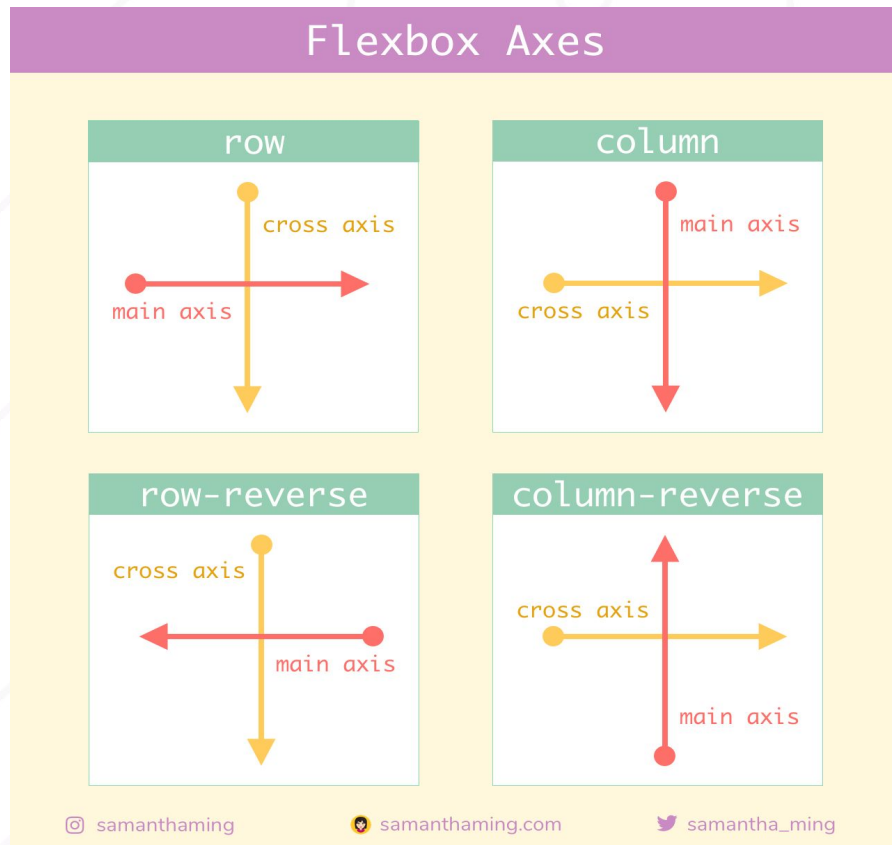 Flexbox Axes
row
cross axis
main axis
column
main axis
cross axis
row-reverse
cross axis
main axis
column-reverse
cross axis
main axis
samanthaming
samanthaming.com
samantha_ming